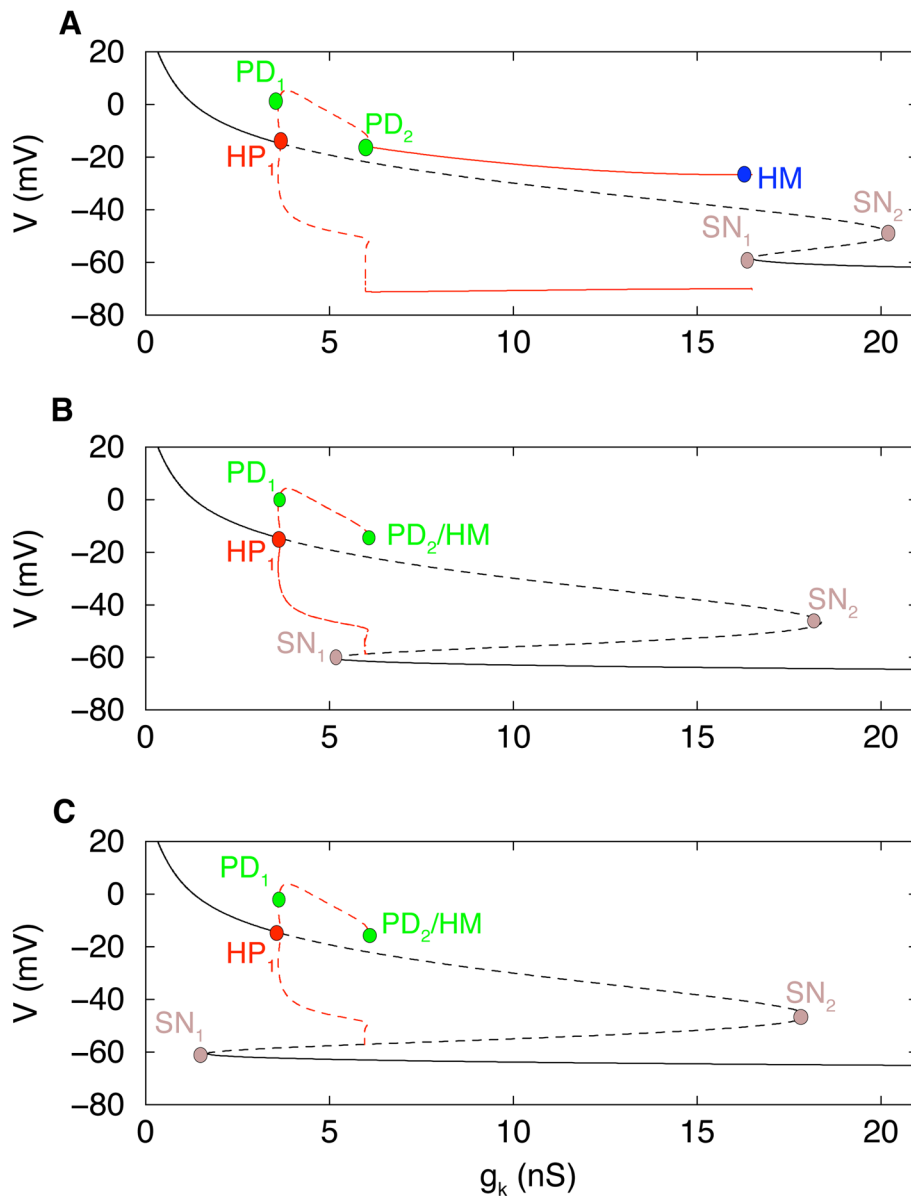 A
20
0
−20
−40
−60
−80
V (mV)
PD₁
HP₁
PD₂
HM
SN₂
SN₁
0 5 10 15 20
B
20
0
−20
−40
−60
−80
V (mV)
PD₁
HP₁
PD₂/HM
SN₂
SN₁
0 5 10 15 20
C
20
0
−20
−40
−60
−80
V (mV)
PD₁
HP₁
PD₂/HM
SN₂
SN₁
0 5 10 15 20
gₖ (nS)